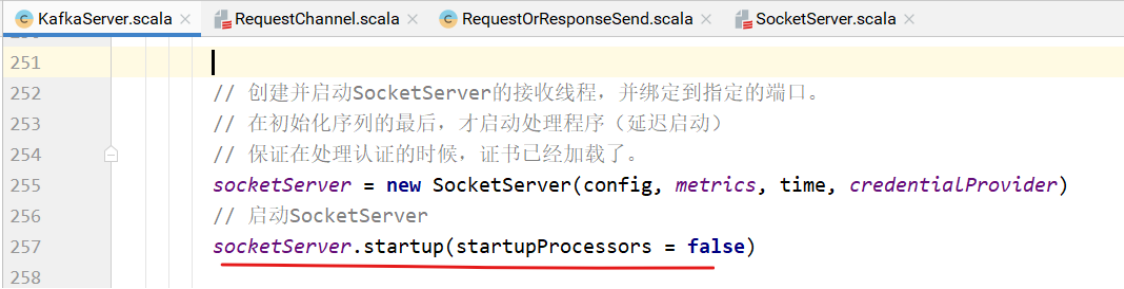 KafkaServer.scala × RequestChannel.scala × RequestOrResponseSend.scala × SocketServer.scala ×
251
252 // 创建并启动SocketServer的接收线程，并绑定到指定的端口。
253 // 在初始化序列的最后，才启动处理程序（延迟启动）
254 // 保证在处理认证的时候，证书已经加载了。
255 socketServer = new SocketServer(config, metrics, time, credentialProvider)
256 // 启动SocketServer
257 socketServer.startup(startupProcessors = false)
258